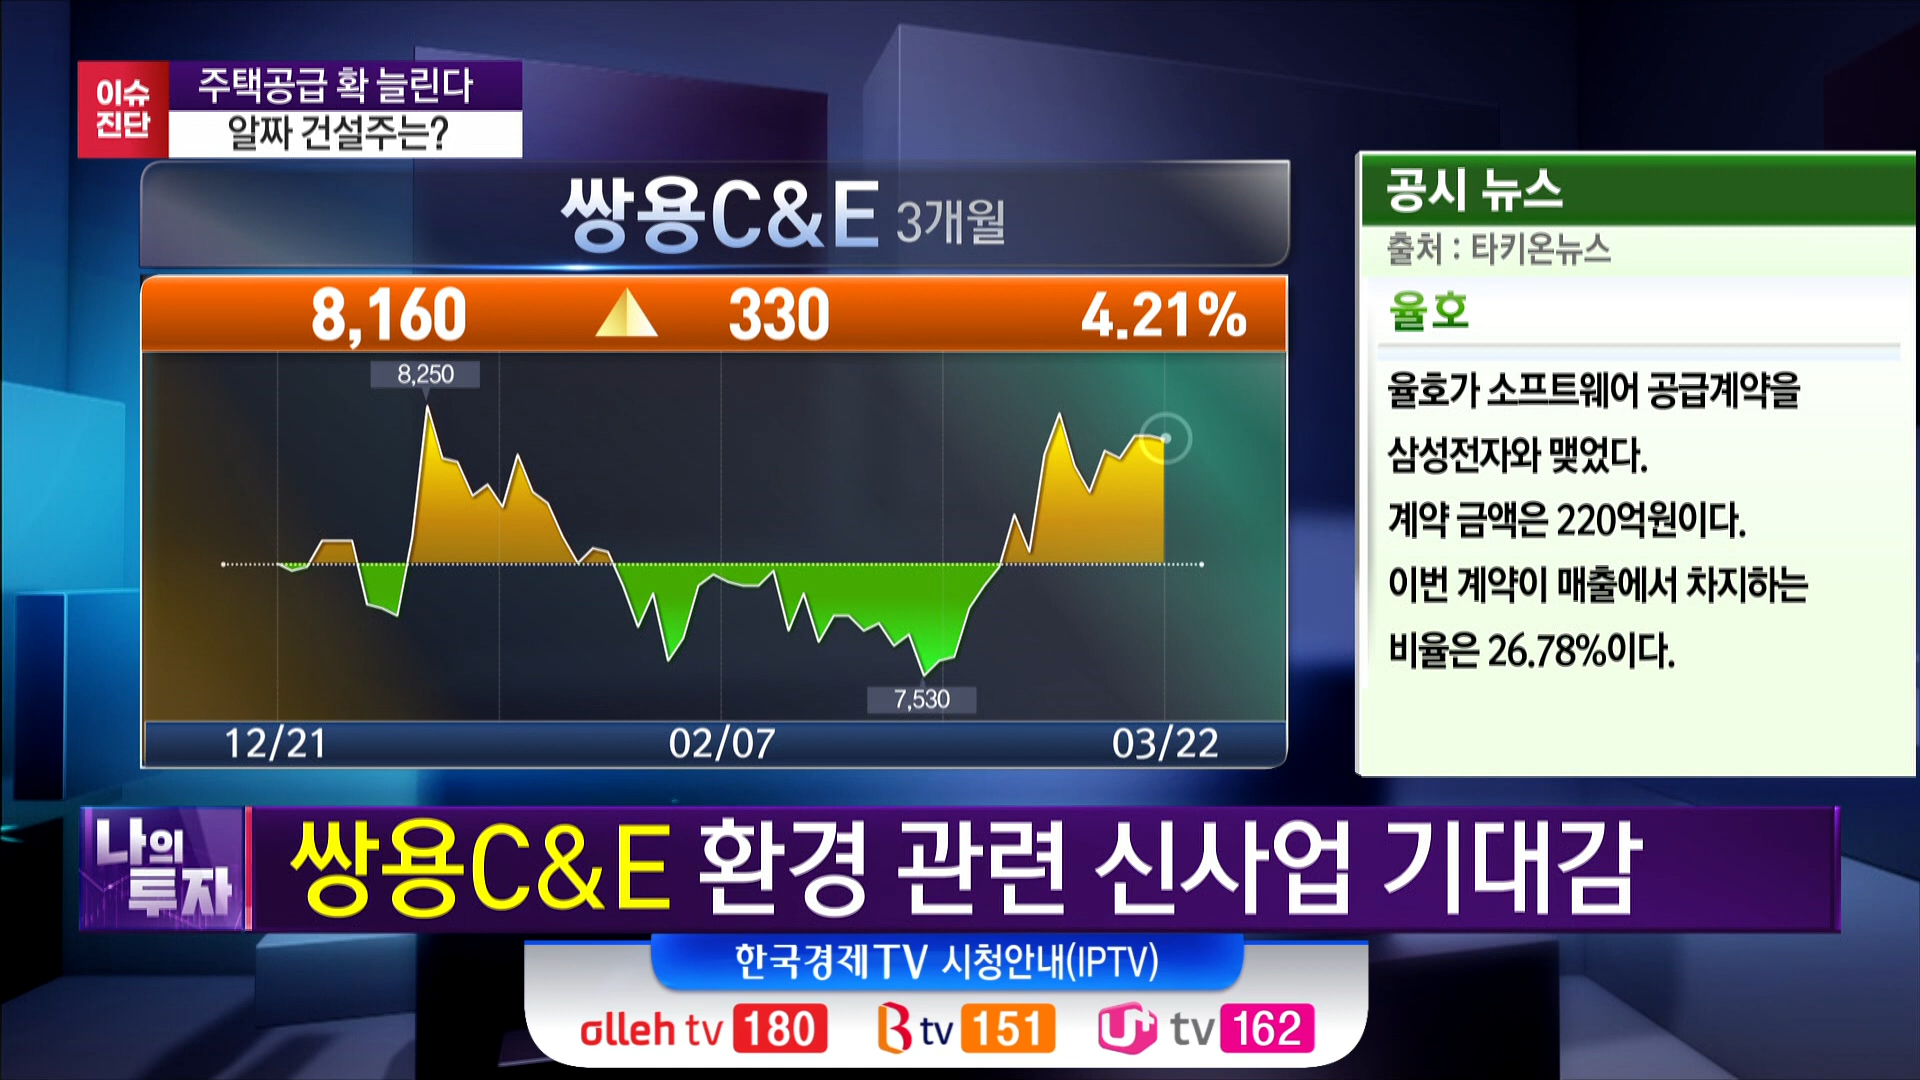 이슈
진단
주택공급 확 늘린다
알짜 건설주는?
쌍용C&E 3개월
8,160 ▲ 330 4.21%
8,250
7,530
12/21 02/07 03/22
공시 뉴스
출처 : 타키온뉴스
율호
율호가 소프트웨어 공급계약을
삼성전자와 맺었다.
계약 금액은 220억원이다.
이번 계약이 매출에서 차지하는
비율은 26.78%이다.
나의
투자
쌍용C&E 환경 관련 신사업 기대감
한국경제TV 시청안내(IPTV)
olleh tv 180 B tv 151 U+ tv 162